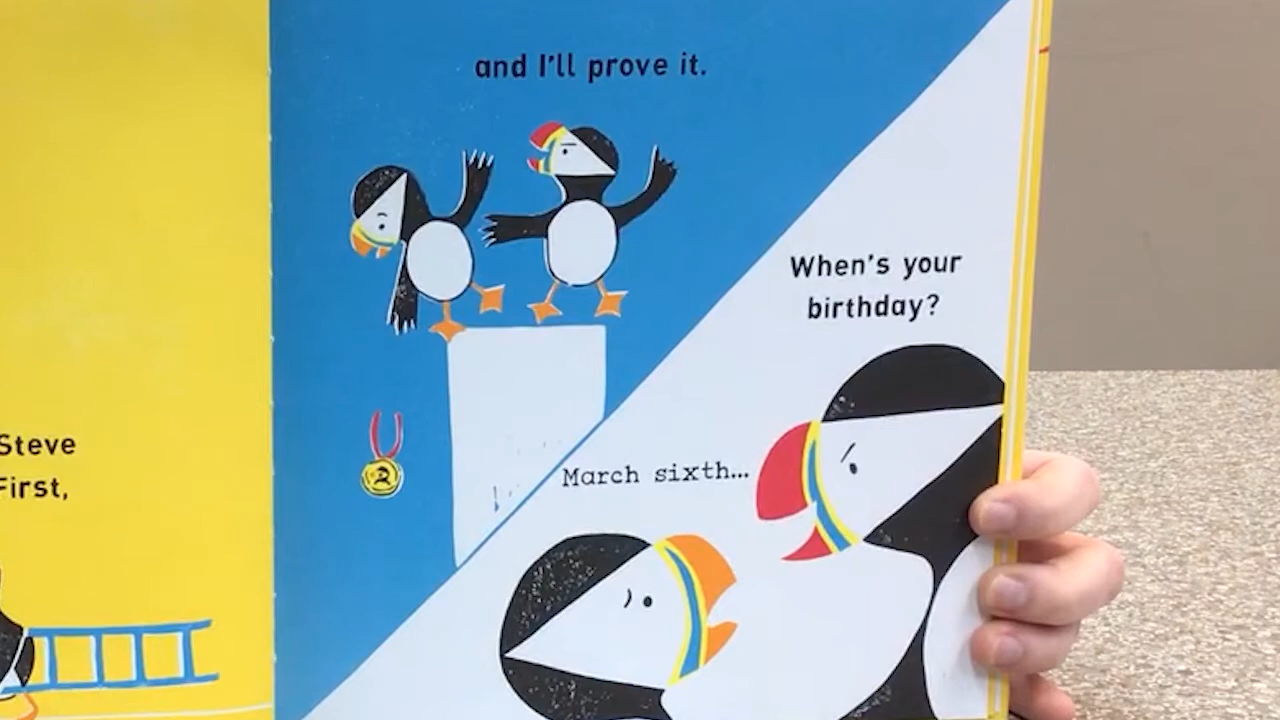 Steve
First,
and I'll prove it.
When's your
birthday?
March sixth...